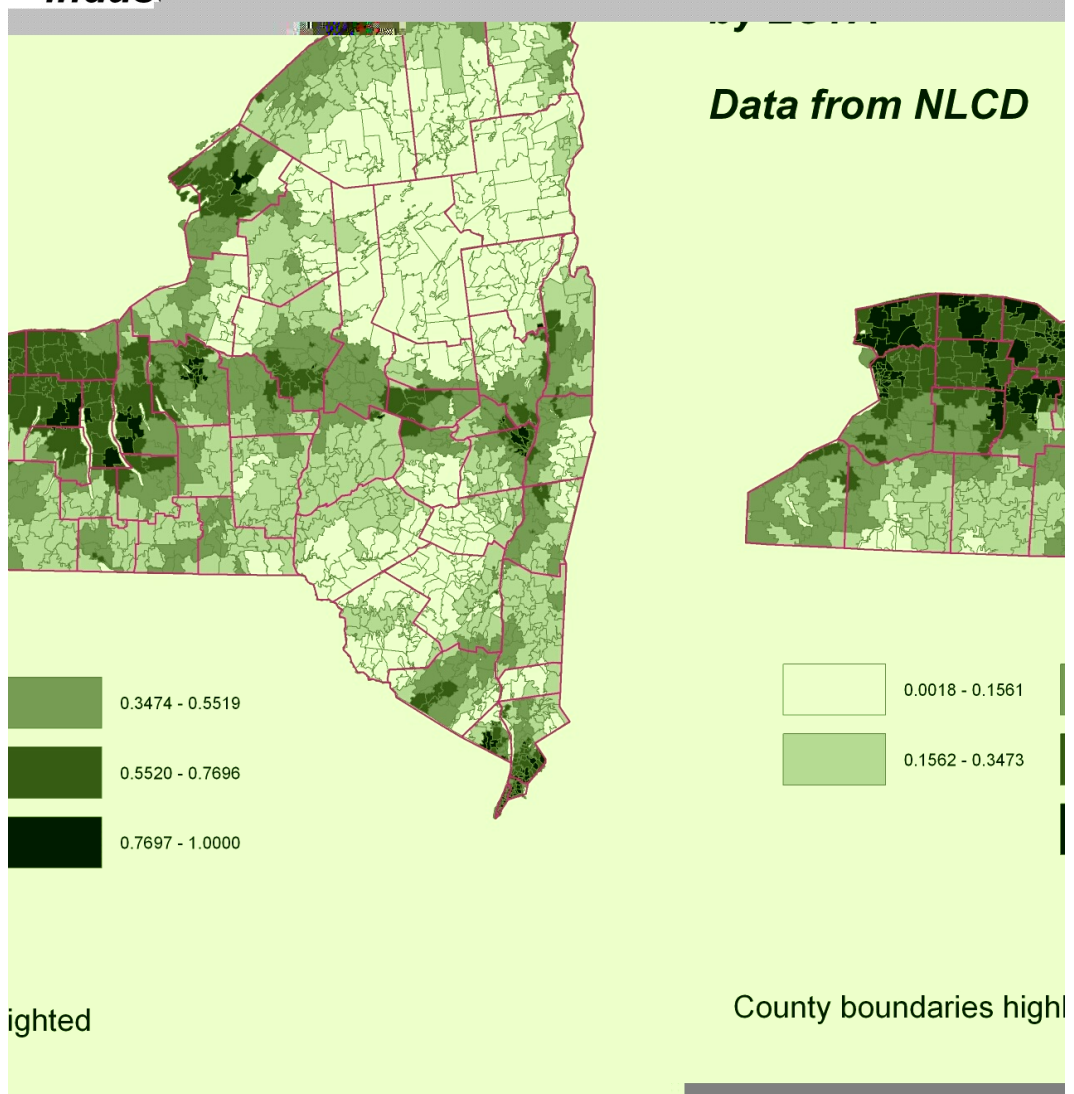 Data from NLCD
0.3474 - 0.5519
0.5520 - 0.7696
0.7697 - 1.0000
0.0018 - 0.1561
0.1562 - 0.3473
ighted
County boundaries highl